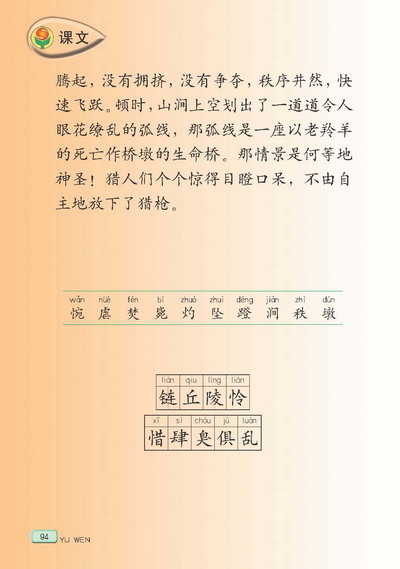 课文
腾起，没有拥挤，没有争夺，秩序井然，快
速飞跃。顿时，山涧上空划出了一道道令人
眼花缭乱的弧线，那弧线是一座以老羚羊
的死亡作桥墩的生命桥。那情景是何等地
神圣！猎人们个个惊得目瞪口呆，不由自
主地放下了猎枪。
wǎn nüè fén bì zhuó zhuì dèng jiàn zhì dūn
惋 虐 焚 毙 灼 坠 蹬 涧 秩 墩
liàn qiu líng lián
链丘陵怜
xī sì chòu jù luàn
惜肆臭俱乱
94 YU WEN